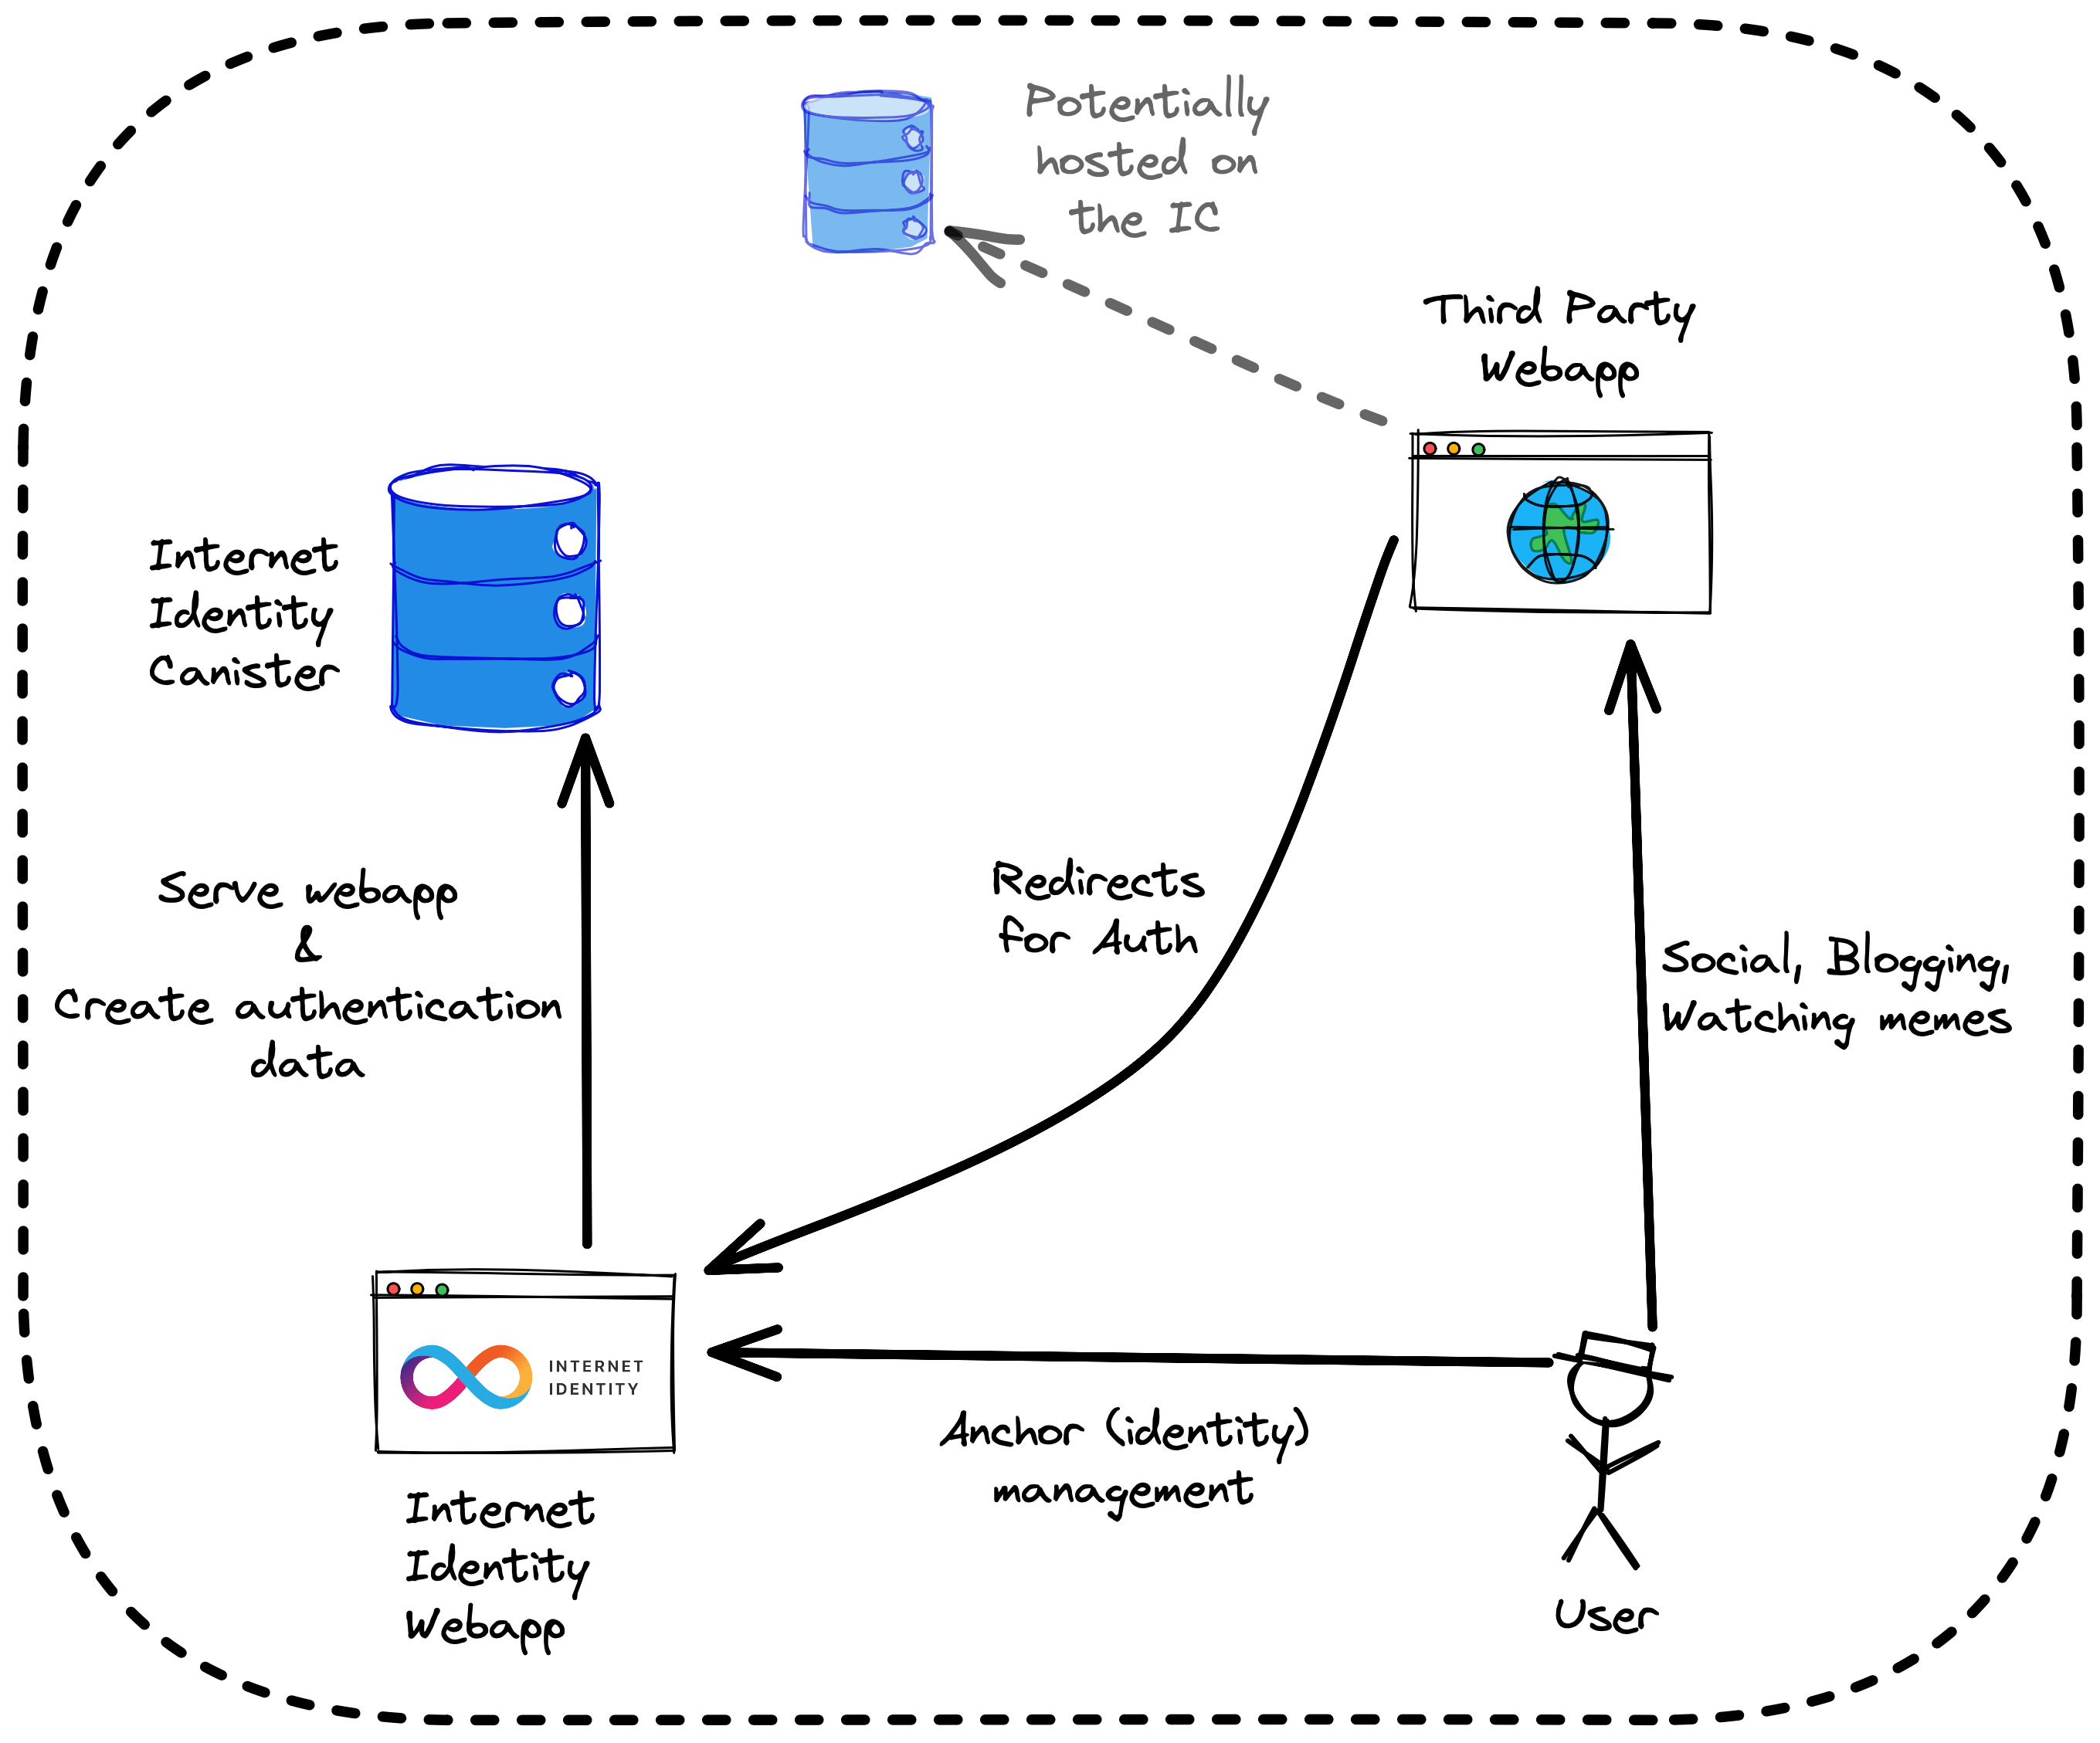 Potentially
hosted on
the IC
Third Party
Webapp
Internet
Identity
Canister
Serve webapp
&
Create authentication
data
Redirects
for Auth
Social, Blogging,
Watching memes
INTERNET
IDENTITY
Anchor (identity)
management
Internet
Identity
Webapp
User